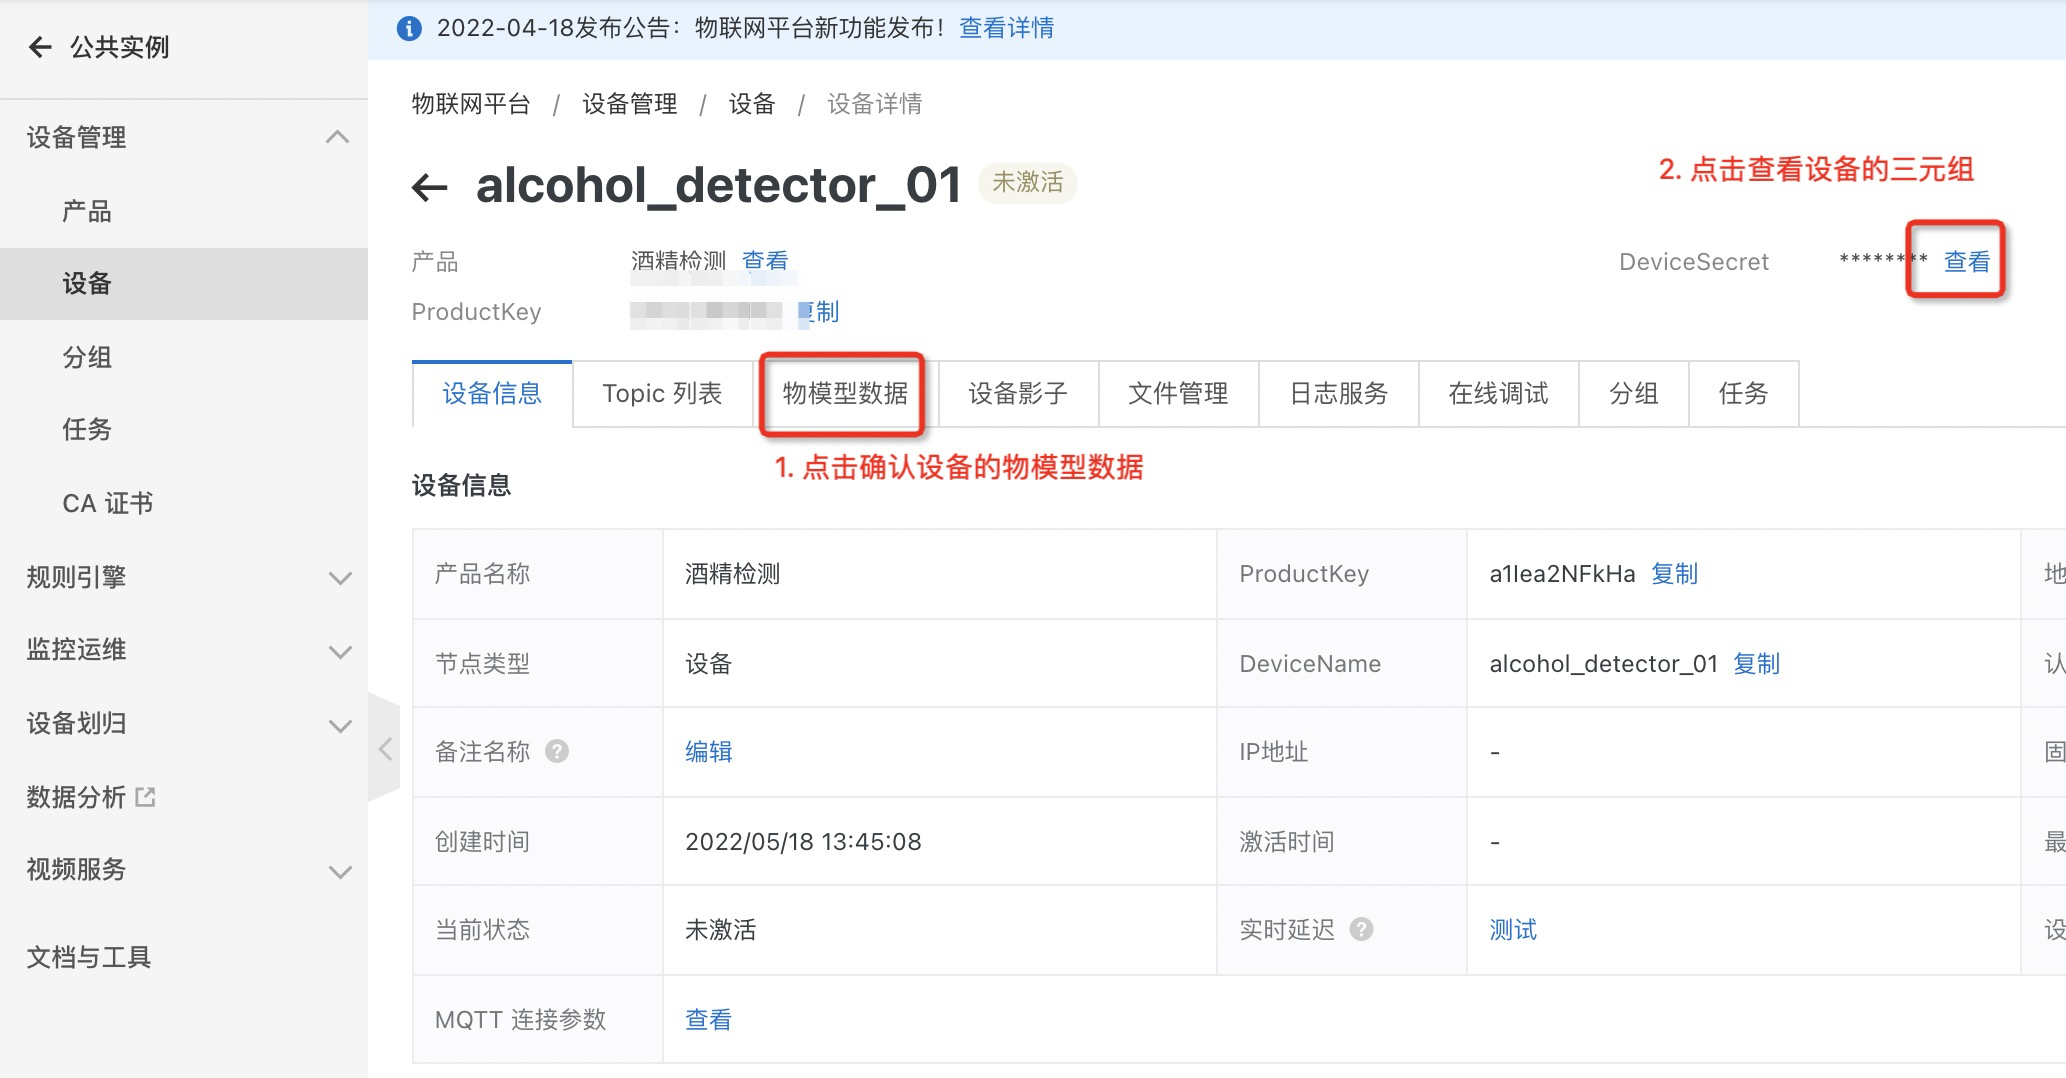 公共实例
2022-04-18发布公告：物联网平台新功能发布！ 查看详情
设备管理
产品
设备
分组
任务
CA 证书
规则引擎
监控运维
设备划归
数据分析
视频服务
文档与工具
物联网平台 / 设备管理 / 设备 / 设备详情
alcohol_detector_01 未激活
2. 点击查看设备的三元组
产品 酒精检测 查看
DeviceSecret ******** 查看
ProductKey 复制
设备信息 Topic 列表 物模型数据 设备影子 文件管理 日志服务 在线调试 分组 任务
1. 点击确认设备的物模型数据
设备信息
产品名称 酒精检测 ProductKey a1Iea2NFkHa 复制 地
节点类型 设备 DeviceName alcohol_detector_01 复制 认
备注名称 编辑 IP地址 - 固
创建时间 2022/05/18 13:45:08 激活时间 - 最
当前状态 未激活 实时延迟 测试 设
MQTT 连接参数 查看